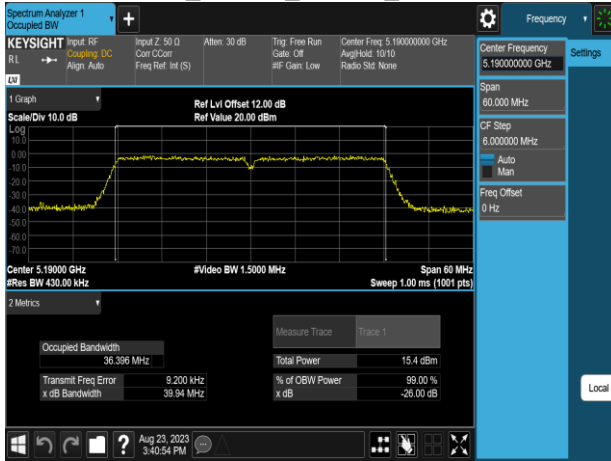 Spectrum Analyzer 1
Occupied BW
Frequency
KEYSIGHT
RL
Input: RF
Coupling: DC
Align: Auto
Input Z: 50 Ω
Corr CCorr
Freq Ref: Int (S)
Atten: 30 dB
Trig: Free Run
Gate: Off
#IF Gain: Low
Center Freq: 5.190000000 GHz
Avg|Hold: 10/10
Radio Std: None
LXI
Center Frequency
5.190000000 GHz
Settings
Span
60.000 MHz
CF Step
6.000000 MHz
Auto
Man
Freq Offset
0 Hz
Local
1 Graph
Scale/Div 10.0 dB
Ref Lvl Offset 12.00 dB
Ref Value 20.00 dBm
Log
10.0
0.00
-10.0
-20.0
-30.0
-40.0
-50.0
-60.0
-70.0
Center 5.19000 GHz
#Res BW 430.00 kHz
#Video BW 1.5000 MHz
Span 60 MHz
Sweep 1.00 ms (1001 pts)
2 Metrics
Measure Trace
Trace 1
Occupied Bandwidth
36.396 MHz
Total Power
15.4 dBm
Transmit Freq Error
9.200 kHz
% of OBW Power
99.00 %
x dB Bandwidth
39.94 MHz
x dB
-26.00 dB
?
Aug 23, 2023
3:40:54 PM